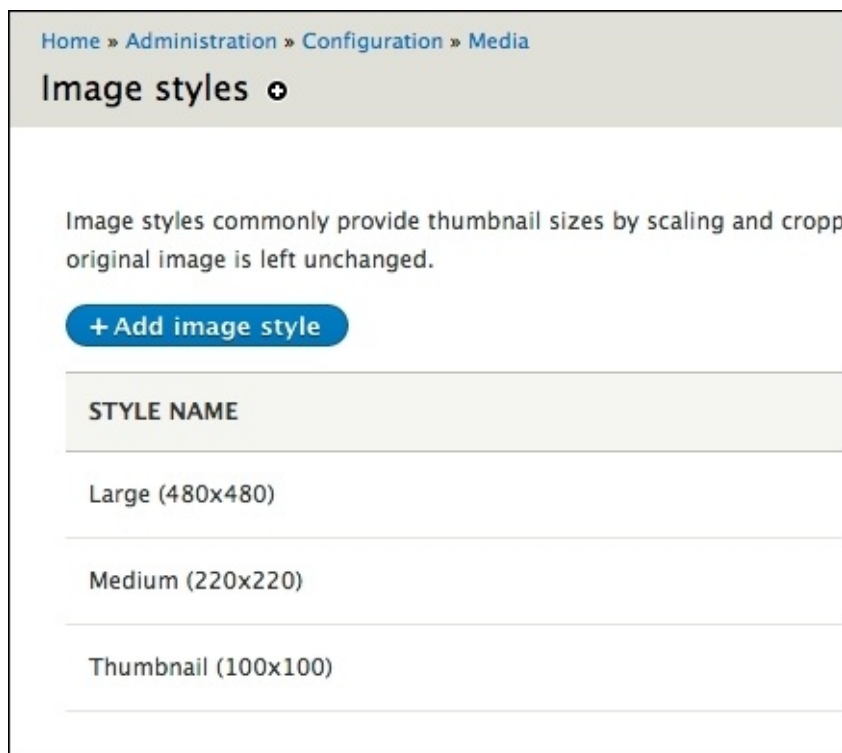 Home » Administration » Configuration » Media
Image styles
Image styles commonly provide thumbnail sizes by scaling and cropp
original image is left unchanged.
+ Add image style
STYLE NAME
Large (480x480)
Medium (220x220)
Thumbnail (100x100)